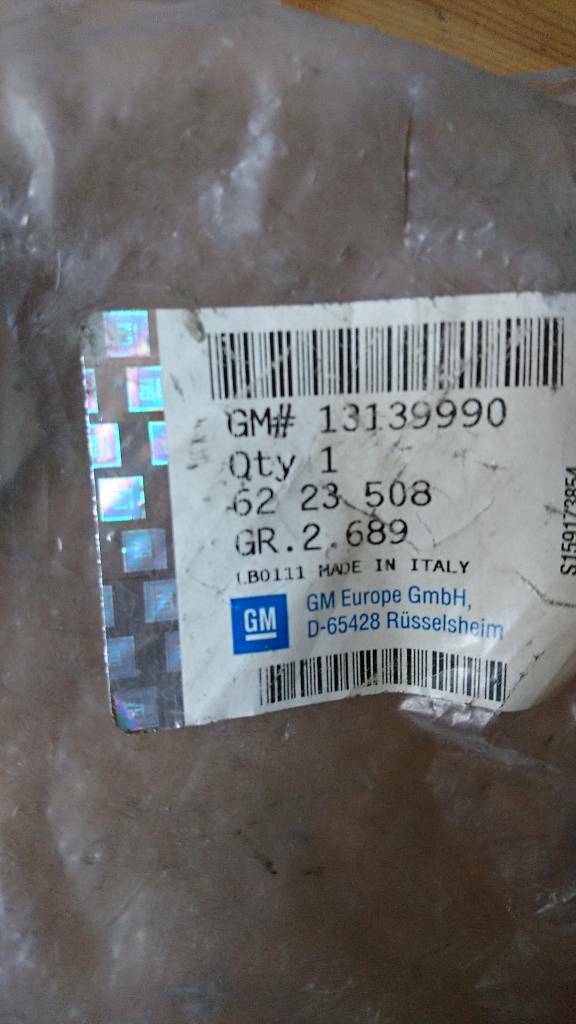 GM# 13139990
Qty 1
62 23 508
GR.2.689
LB0111 MADE IN ITALY
GM
GM Europe GmbH,
D-65428 Rüsselsheim
S159173854